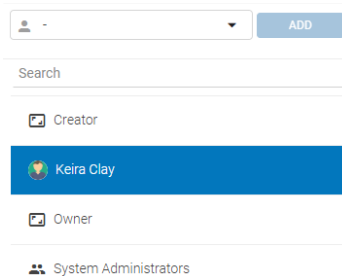 -
ADD
Search
Creator
Keira Clay
Owner
System Administrators